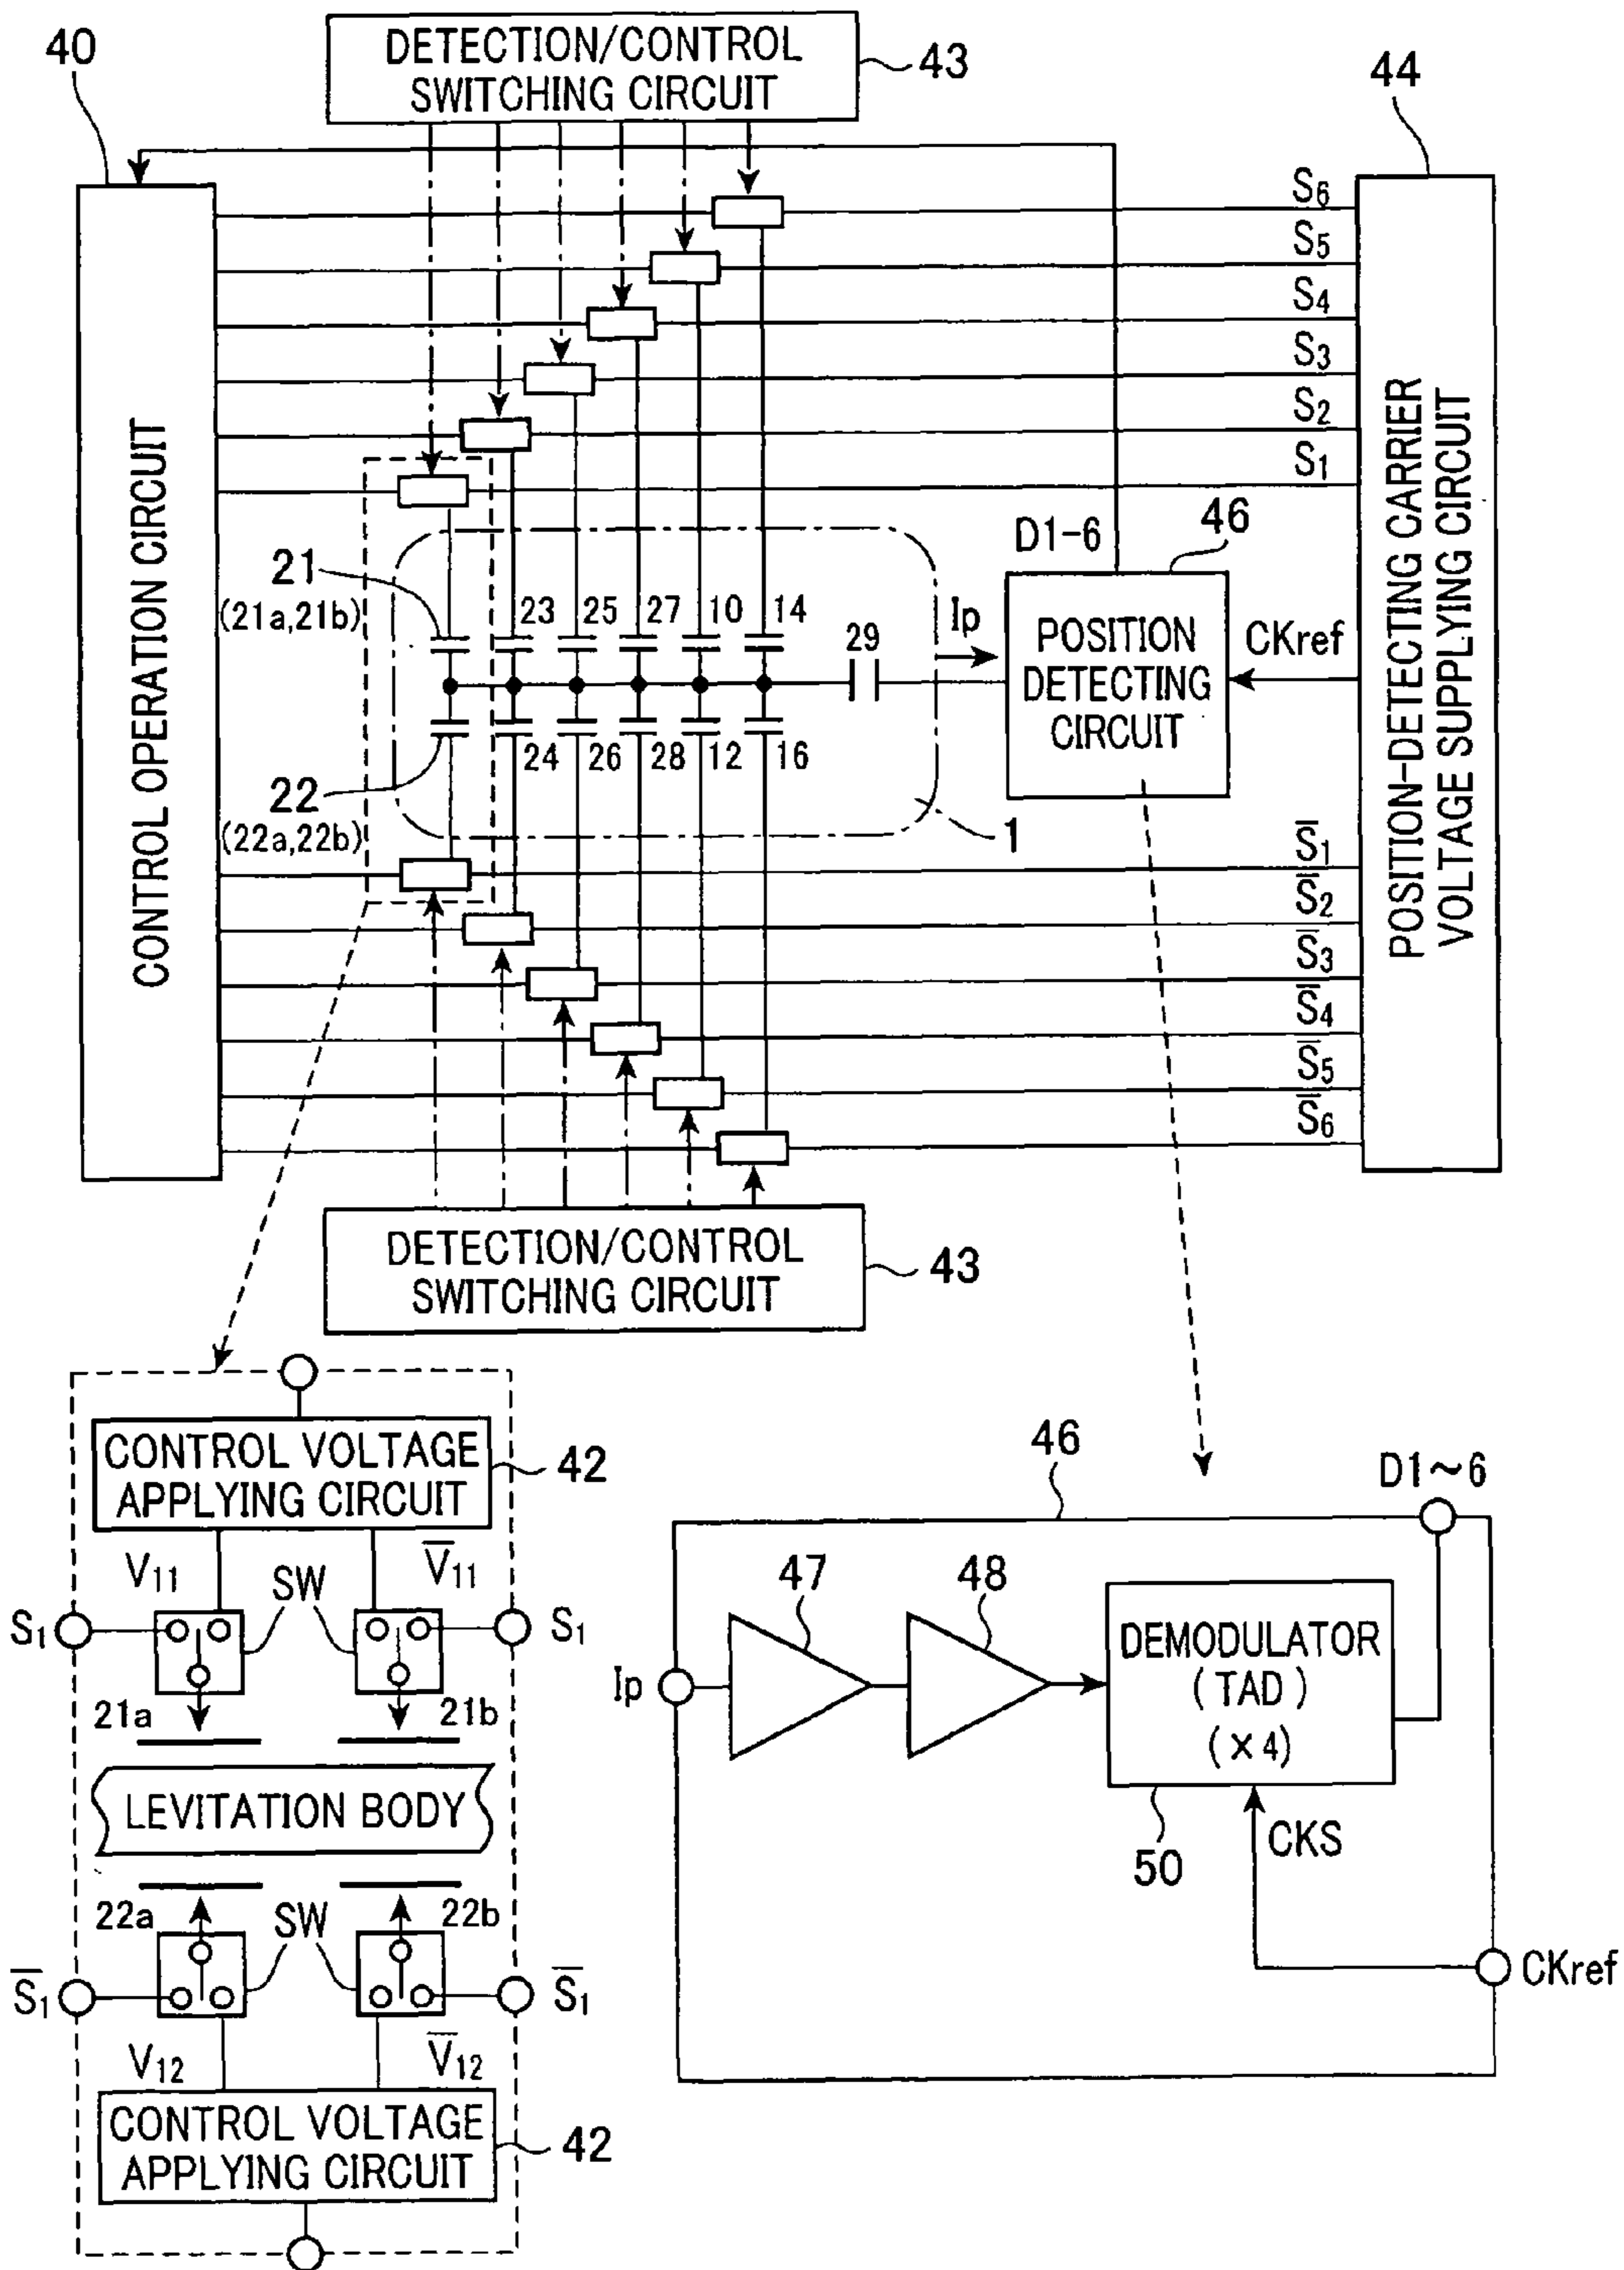 40
DETECTION/CONTROL
SWITCHING CIRCUIT
43
44
S6
S5
S4
S3
S2
S1
CONTROL OPERATION CIRCUIT
POSITION-DETECTING CARRIER
VOLTAGE SUPPLYING CIRCUIT
D1-6
46
21
(21a,21b)
23
25
27
10
14
29
Ip
POSITION
DETECTING
CIRCUIT
CKref
22
(22a,22b)
24
26
28
12
16
1
S̅1
S̅2
S̅3
S̅4
S̅5
S̅6
DETECTION/CONTROL
SWITCHING CIRCUIT
43
CONTROL VOLTAGE
APPLYING CIRCUIT
42
V11
SW
V̅11
S1
S1
21a
21b
LEVITATION BODY
22a
SW
22b
S̅1
S̅1
V12
V̅12
CONTROL VOLTAGE
APPLYING CIRCUIT
42
46
D1~6
47
48
Ip
DEMODULATOR
(TAD)
(×4)
50
CKS
CKref